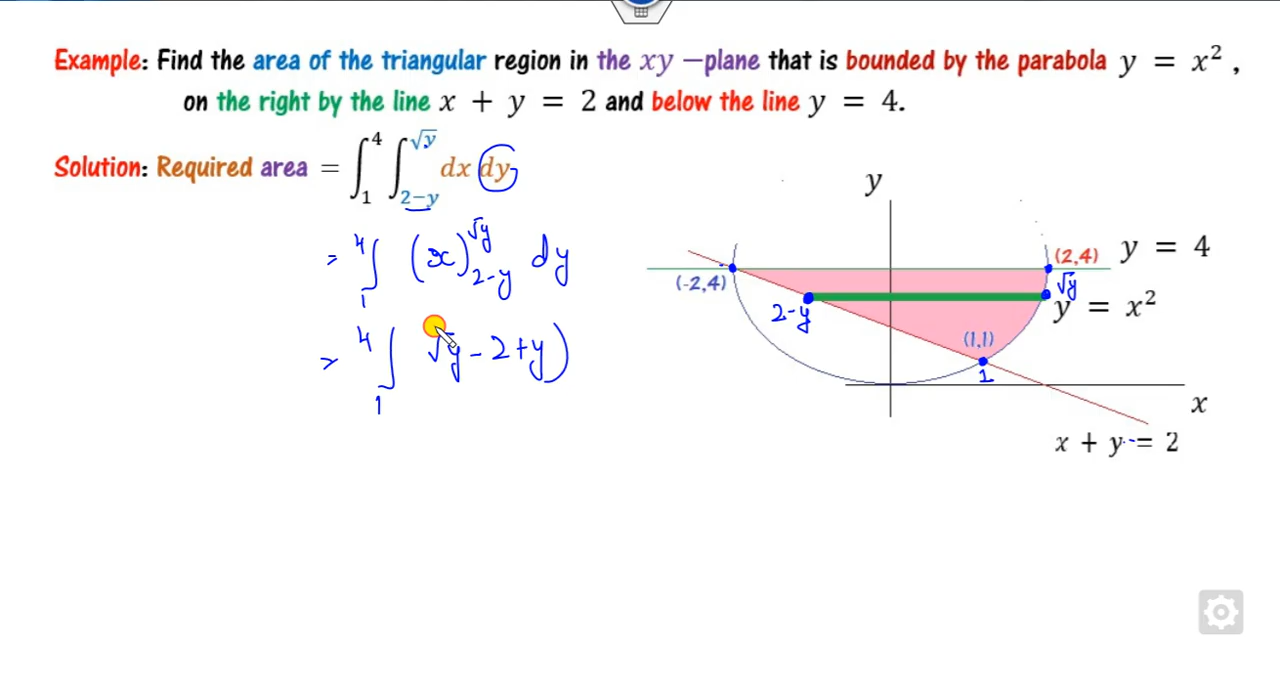 Example: Find the area of the triangular region in the xy −plane that is bounded by the parabola y = x² ,
on the right by the line x + y = 2 and below the line y = 4.
Solution: Required area = ∫₁⁴ ∫_{2−y}^{√y} dx dy
= ∫₁⁴ (x)_{2-y}^{√y} dy
= ∫₁⁴ √y - 2 + y)
y
(-2,4)
(2,4)
y = 4
√y
y = x²
2-y
(1,1)
1
x
x + y = 2